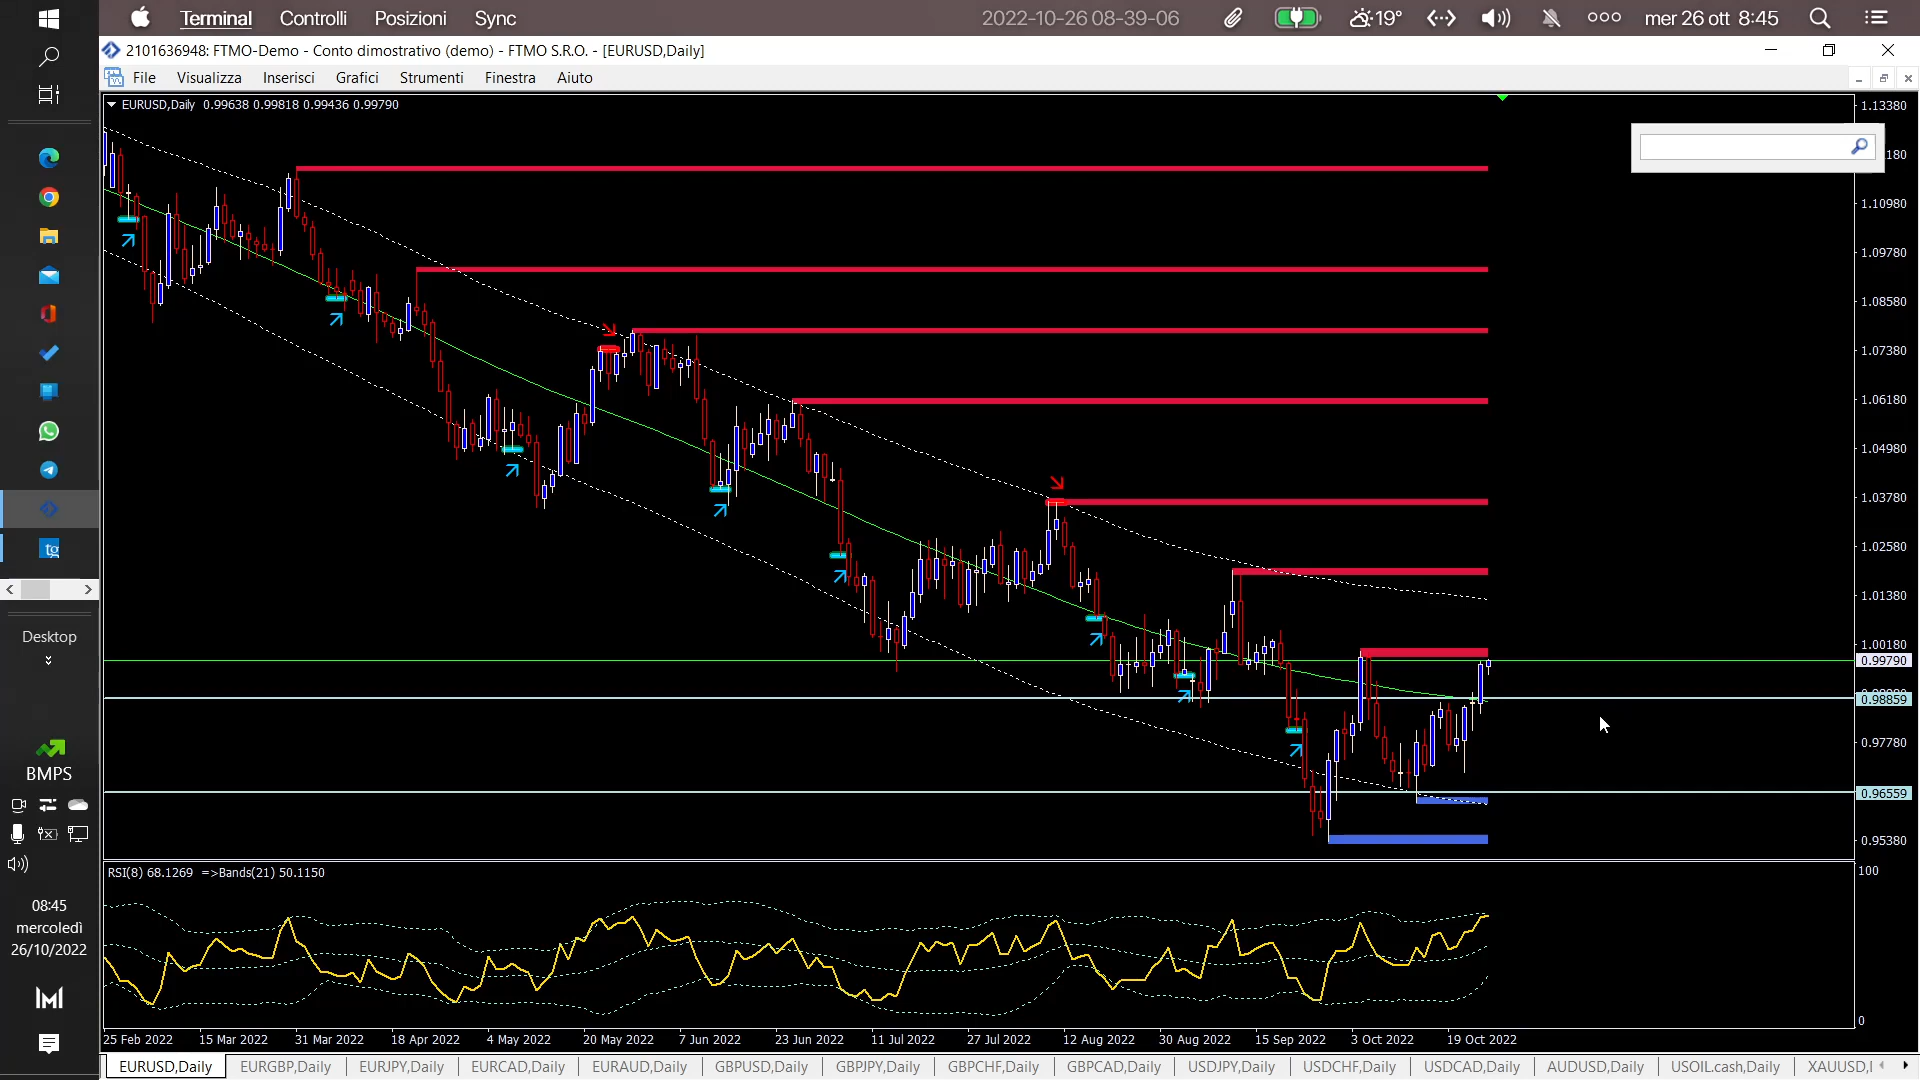 Terminal Controlli Posizioni Sync 2022-10-26 08-39-06 19° mer 26 ott 8:45
2101636948: FTMO-Demo - Conto dimostrativo (demo) - FTMO S.R.O. - [EURUSD,Daily]
File Visualizza Inserisci Grafici Strumenti Finestra Aiuto
EURUSD,Daily 0.99638 0.99818 0.99436 0.99790
1.13380
180
1.10980
1.09780
1.08580
1.07380
1.06180
1.04980
1.03780
1.02580
1.01380
1.00180
0.99790
0.98859
0.97780
0.96559
0.95380
RSI(8) 68.1269 =>Bands(21) 50.1150
100
0
25 Feb 2022 15 Mar 2022 31 Mar 2022 18 Apr 2022 4 May 2022 20 May 2022 7 Jun 2022 23 Jun 2022 11 Jul 2022 27 Jul 2022 12 Aug 2022 30 Aug 2022 15 Sep 2022 3 Oct 2022 19 Oct 2022
EURUSD,Daily EURGBP,Daily EURJPY,Daily EURCAD,Daily EURAUD,Daily GBPUSD,Daily GBPJPY,Daily GBPCHF,Daily GBPCAD,Daily USDJPY,Daily USDCHF,Daily USDCAD,Daily AUDUSD,Daily USOIL.cash,Daily XAUUSD,I
tg
Desktop
BMPS
08:45
mercoledì
26/10/2022